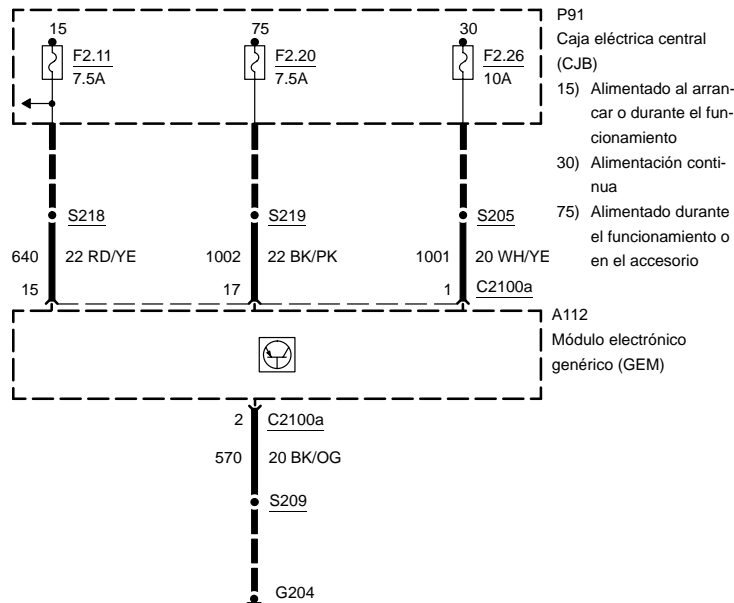 15 75 30
F2.11 F2.20 F2.26
7.5A 7.5A 10A
P91
Caja eléctrica central
(CJB)
15) Alimentado al arran-
car o durante el fun-
cionamiento
30) Alimentación conti-
nua
75) Alimentado durante
el funcionamiento o
en el accesorio
S218 S219 S205
640 22 RD/YE 1002 22 BK/PK 1001 20 WH/YE
15 17 1 C2100a
A112
Módulo electrónico
genérico (GEM)
2 C2100a
570 20 BK/OG
S209
G204